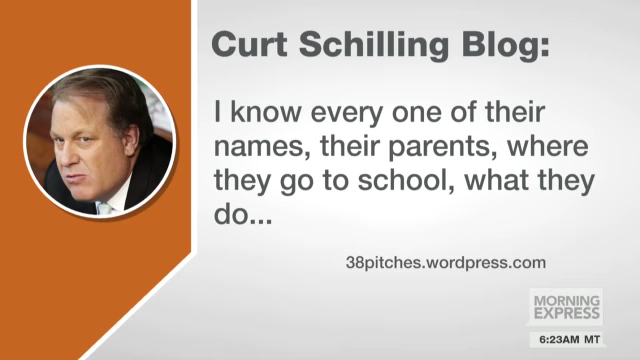 Curt Schilling Blog:
I know every one of their
names, their parents, where
they go to school, what they
do...
38pitches.wordpress.com
MORNING
EXPRESS
6:23AM MT